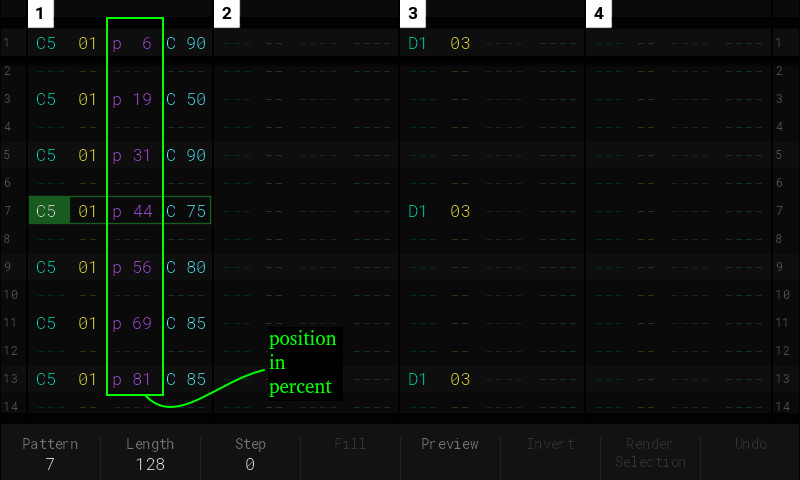 1 2 3 4
1 C5 01 p 6 C 90 --- -- ---- ---- D1 03 ---- ---- --- -- ---- ---- 1
2 --- -- ---- ---- --- -- ---- ---- --- -- ---- ---- --- -- ---- ---- 2
3 C5 01 p 19 C 50 --- -- ---- ---- --- -- ---- ---- --- -- ---- ---- 3
4 --- -- ---- ---- --- -- ---- ---- --- -- ---- ---- --- -- ---- ---- 4
5 C5 01 p 31 C 90 --- -- ---- ---- --- -- ---- ---- --- -- ---- ---- 5
6 --- -- ---- ---- --- -- ---- ---- --- -- ---- ---- --- -- ---- ---- 6
7 C5 01 p 44 C 75 --- -- ---- ---- D1 03 ---- ---- --- -- ---- ---- 7
8 --- -- ---- ---- --- -- ---- ---- --- -- ---- ---- --- -- ---- ---- 8
9 C5 01 p 56 C 80 --- -- ---- ---- --- -- ---- ---- --- -- ---- ---- 9
10 --- -- ---- ---- --- -- ---- ---- --- -- ---- ---- --- -- ---- ---- 10
11 C5 01 p 69 C 85 --- -- ---- ---- --- -- ---- ---- --- -- ---- ---- 11
12 --- -- ---- ---- --- -- ---- ---- --- -- ---- ---- --- -- ---- ---- 12
13 C5 01 p 81 C 85 --- -- ---- ---- D1 03 ---- ---- --- -- ---- ---- 13
14 --- -- ---- ---- --- -- ---- ---- --- -- ---- ---- --- -- ---- ---- 14
position
in
percent
Pattern Length Step Fill Preview Invert Render Undo
7 128 0 Selection